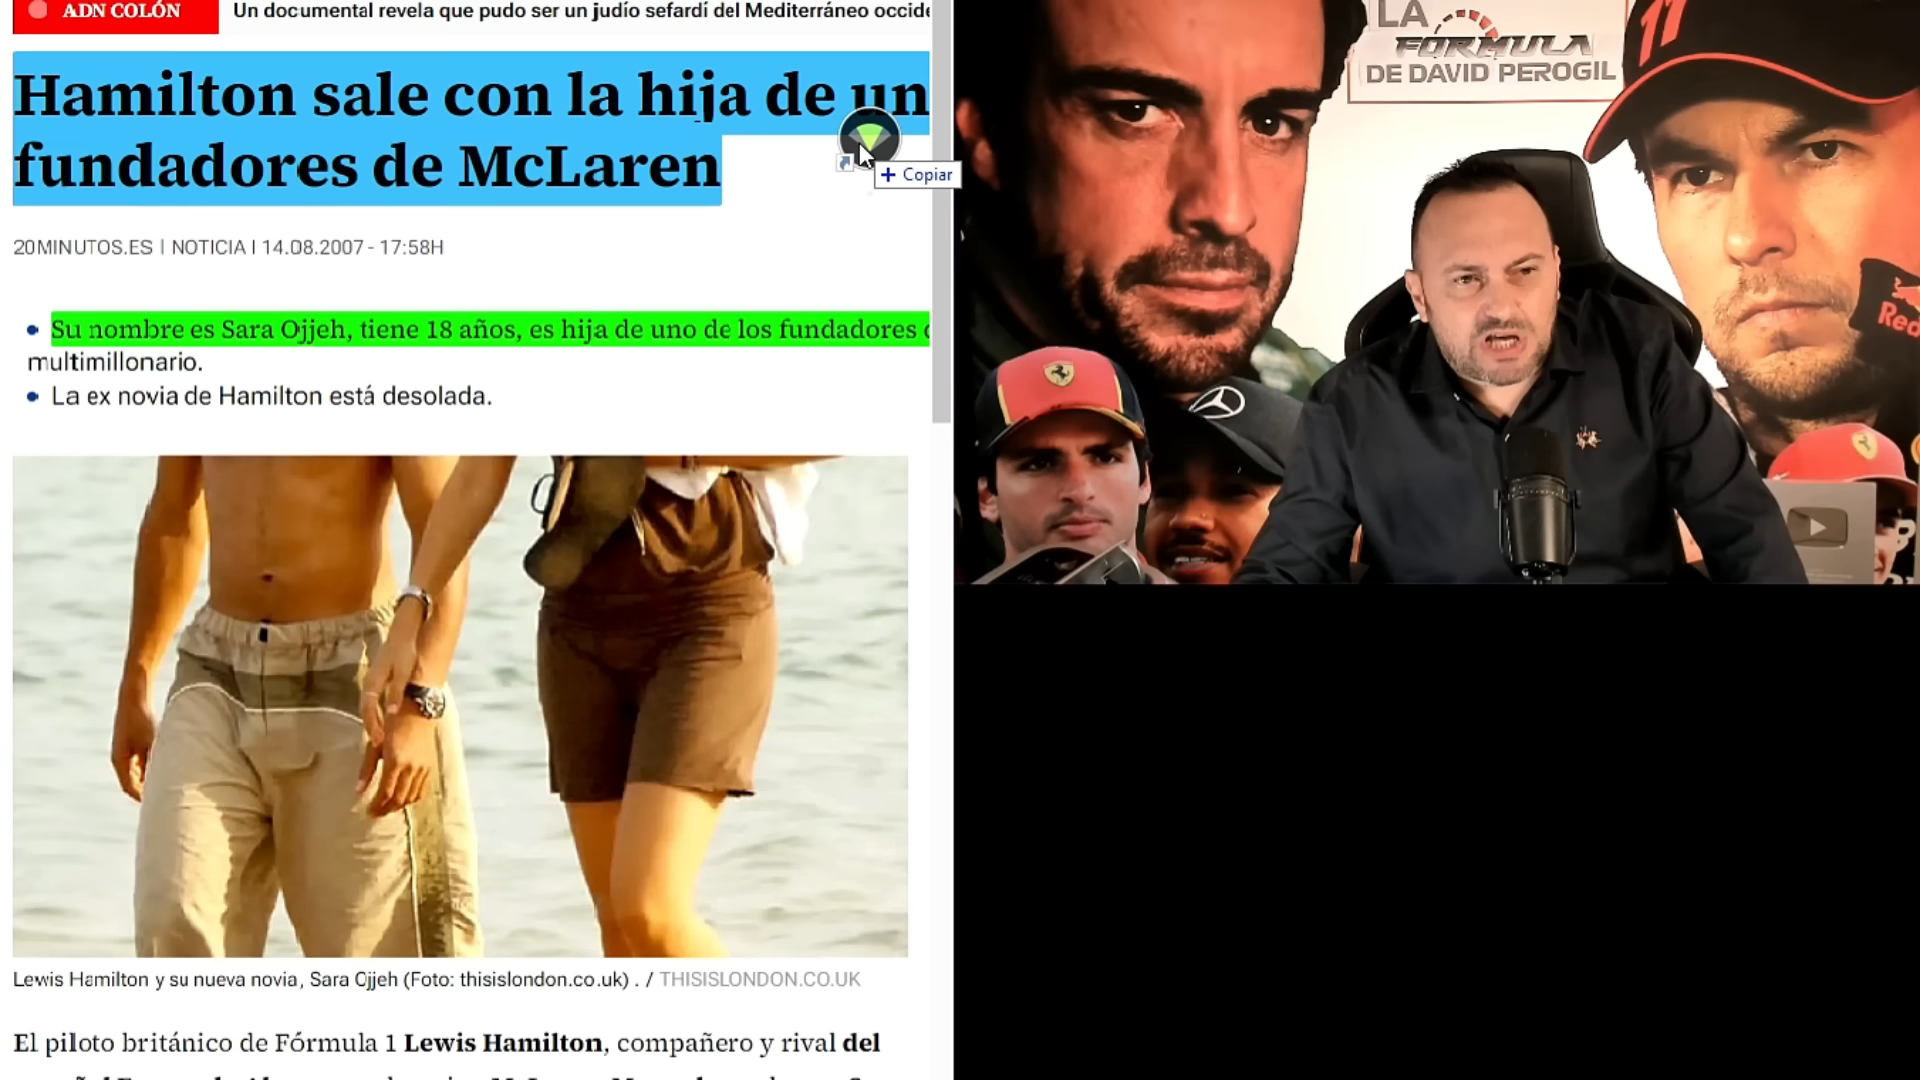 ADN COLÓN
Un documental revela que pudo ser un judío sefardí del Mediterráneo occide
Hamilton sale con la hija de un
fundadores de McLaren
Copiar
20MINUTOS.ES | NOTICIA | 14.08.2007 - 17:58H
Su nombre es Sara Ojjeh, tiene 18 años, es hija de uno de los fundadores
multimillonario.
La ex novia de Hamilton está desolada.
Lewis Hamilton y su nueva novia, Sara Ojjeh (Foto: thisislondon.co.uk) . / THISISLONDON.CO.UK
El piloto británico de Fórmula 1 Lewis Hamilton, compañero y rival del
LA
FORMULA
DE DAVID PEROGIL
11
Red